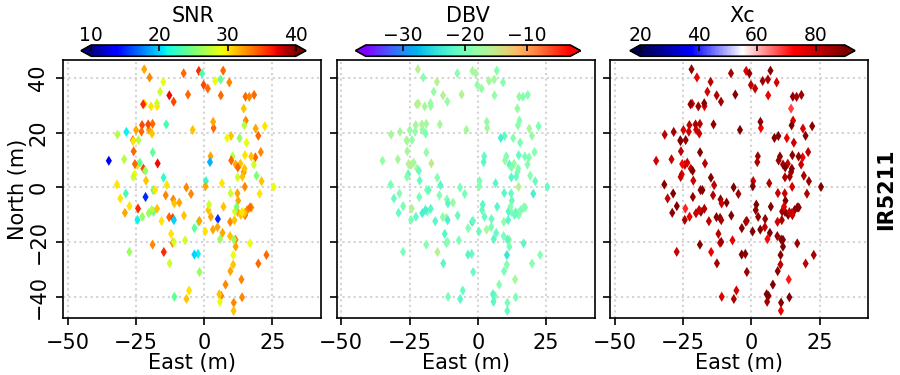 SNR DBV Xc
10 20 30 40 −30 −20 −10 20 40 60 80
40
20
0
−20
−40
North (m)
−50 −25 0 25 −50 −25 0 25 −50 −25 0 25
East (m) East (m) East (m)
IR5211